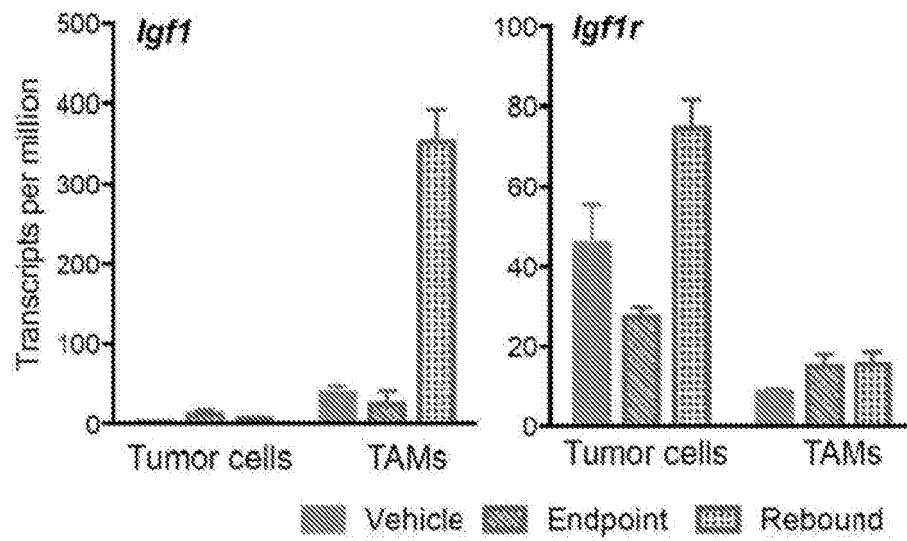 Igf1
Igf1r
Transcripts per million
500
400
300
200
100
0
100
80
60
40
20
0
Tumor cells TAMs
Tumor cells TAMs
Vehicle Endpoint Rebound